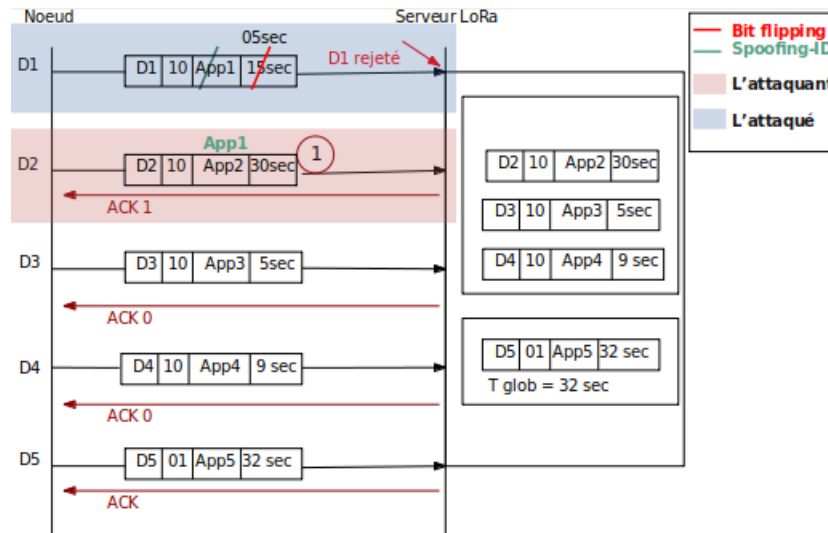 Noeud
Serveur LoRa
Bit flipping
Spoofing-ID
L'attaquant
L'attaqué
05sec
D1 rejeté
D1
D1 10 App1 15sec
App1
1
D2
D2 10 App2 30sec
ACK 1
D2 10 App2 30sec
D3 10 App3 5sec
D4 10 App4 9 sec
D3
D3 10 App3 5sec
ACK 0
D4
D4 10 App4 9 sec
ACK 0
D5 01 App5 32 sec
T glob = 32 sec
D5
D5 01 App5 32 sec
ACK